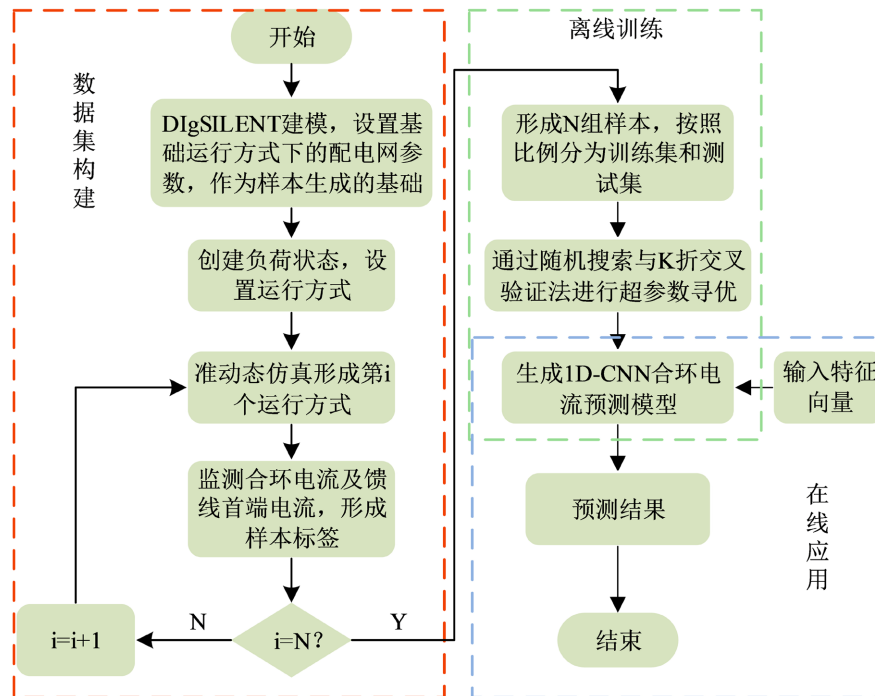 数据集构建
开始
DIgSILENT建模，设置基
础运行方式下的配电网参
数，作为样本生成的基础
创建负荷状态，设
置运行方式
准动态仿真形成第i
个运行方式
监测合环电流及馈
线首端电流，形成
样本标签
i=N？
N
Y
i=i+1
离线训练
形成N组样本，按照
比例分为训练集和测
试集
通过随机搜索与K折交叉
验证法进行超参数寻优
生成1D-CNN合环电
流预测模型
输入特征
向量
预测结果
结束
在线应用